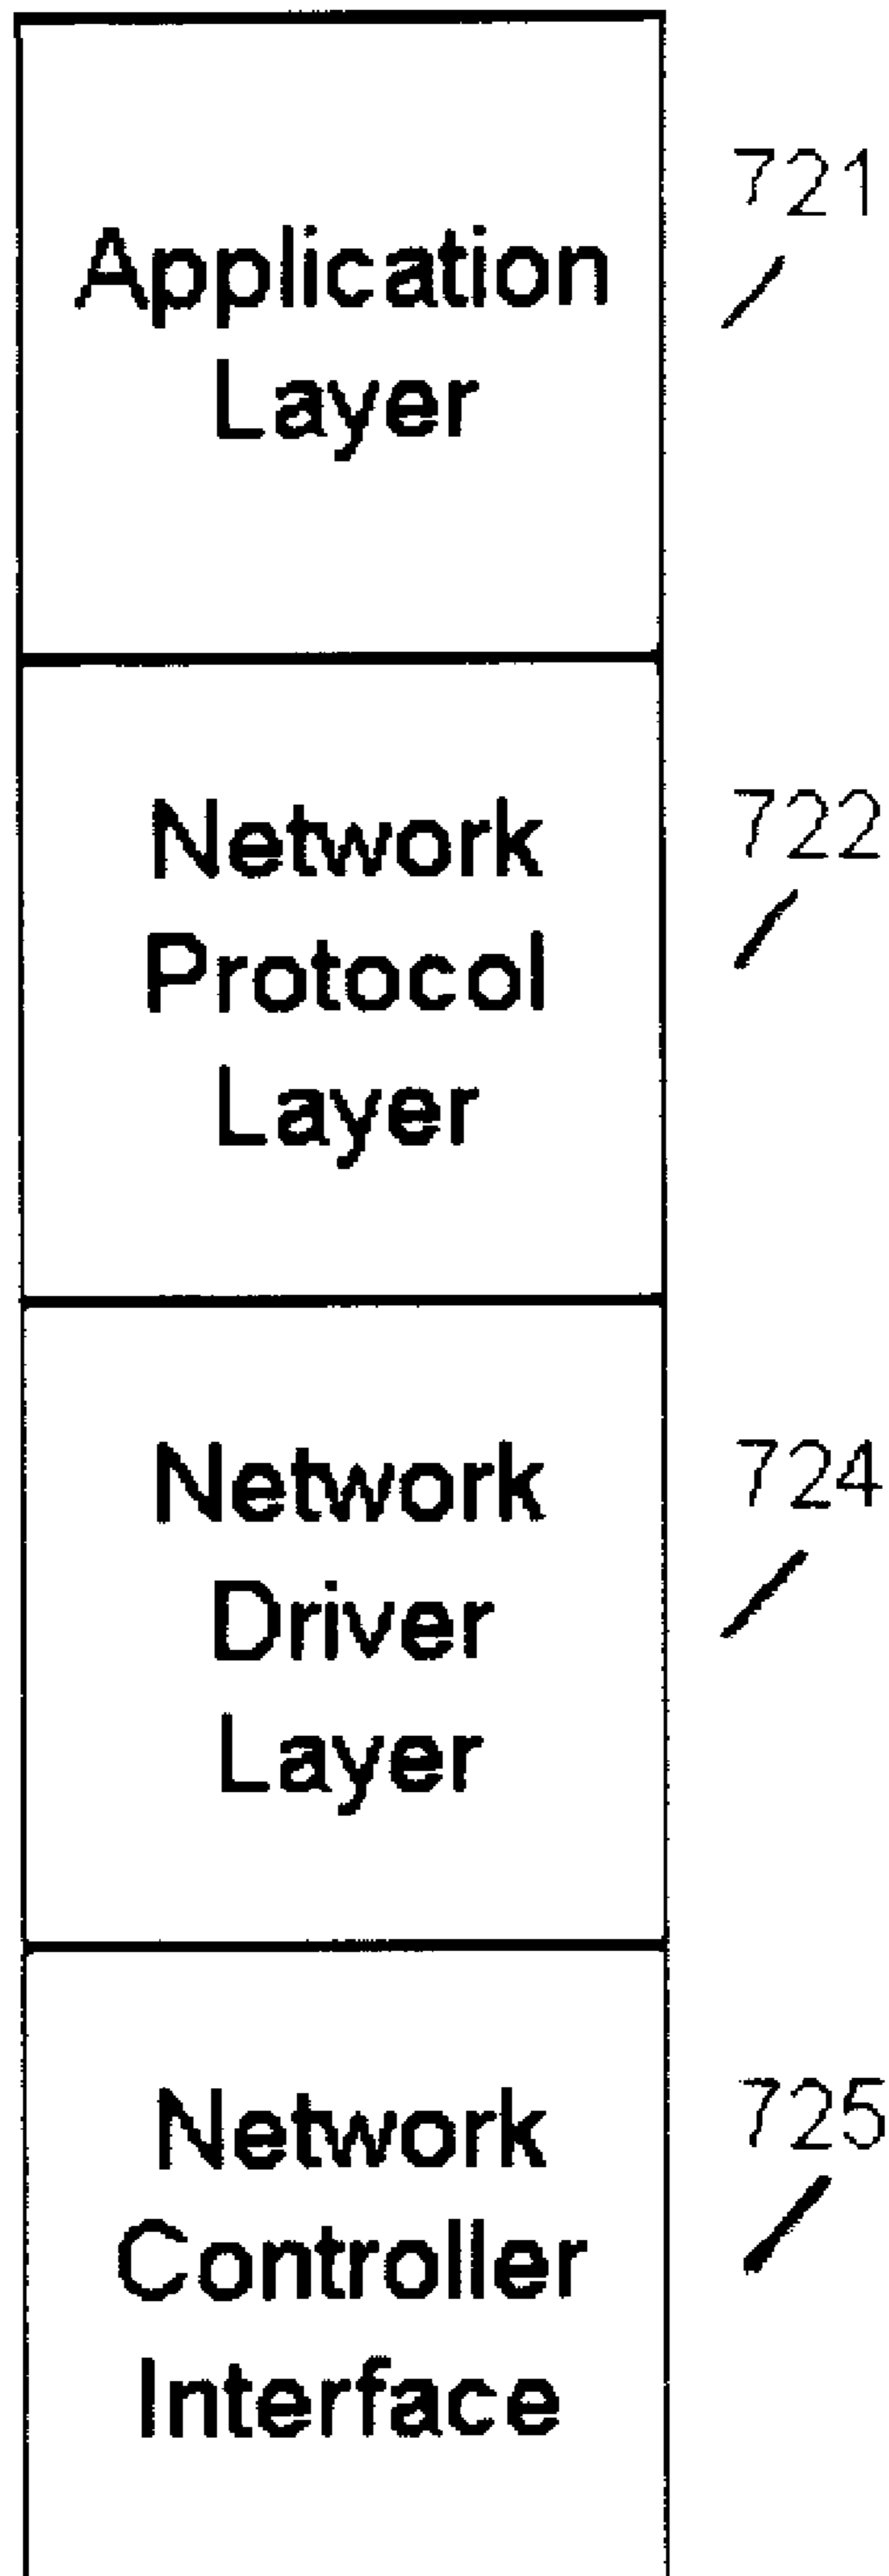 Application
Layer
721
Network
Protocol
Layer
722
Network
Driver
Layer
724
Network
Controller
Interface
725